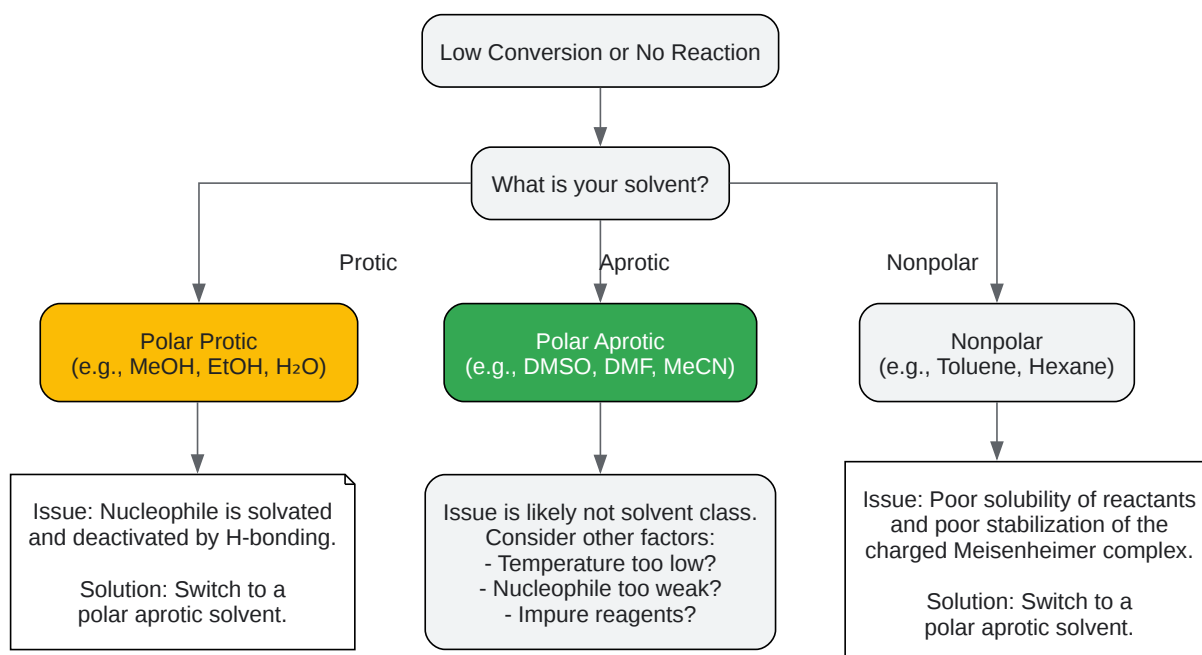 Low Conversion or No Reaction
What is your solvent?
Protic
Aprotic
Nonpolar
Polar Protic
(e.g., MeOH, EtOH, H₂O)
Polar Aprotic
(e.g., DMSO, DMF, MeCN)
Nonpolar
(e.g., Toluene, Hexane)
Issue: Nucleophile is solvated
and deactivated by H-bonding.
Solution: Switch to a
polar aprotic solvent.
Issue is likely not solvent class.
Consider other factors:
- Temperature too low?
- Nucleophile too weak?
- Impure reagents?
Issue: Poor solubility of reactants
and poor stabilization of the
charged Meisenheimer complex.
Solution: Switch to a
polar aprotic solvent.